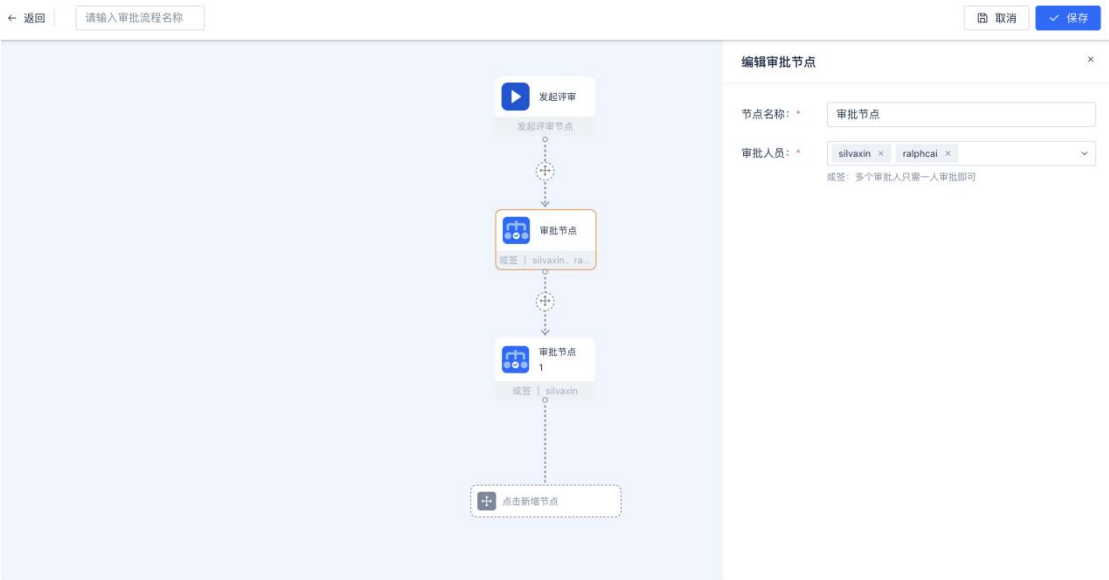 返回
请输入审批流程名称
取消
保存
编辑审批节点
节点名称： *
审批节点
审批人员： *
silvaxin
ralphcai
或签：多个审批人只需一人审批即可
发起评审
发起评审节点
审批节点
或签 | silvaxin、ra...
审批节点
1
或签 | silvaxin
点击新增节点